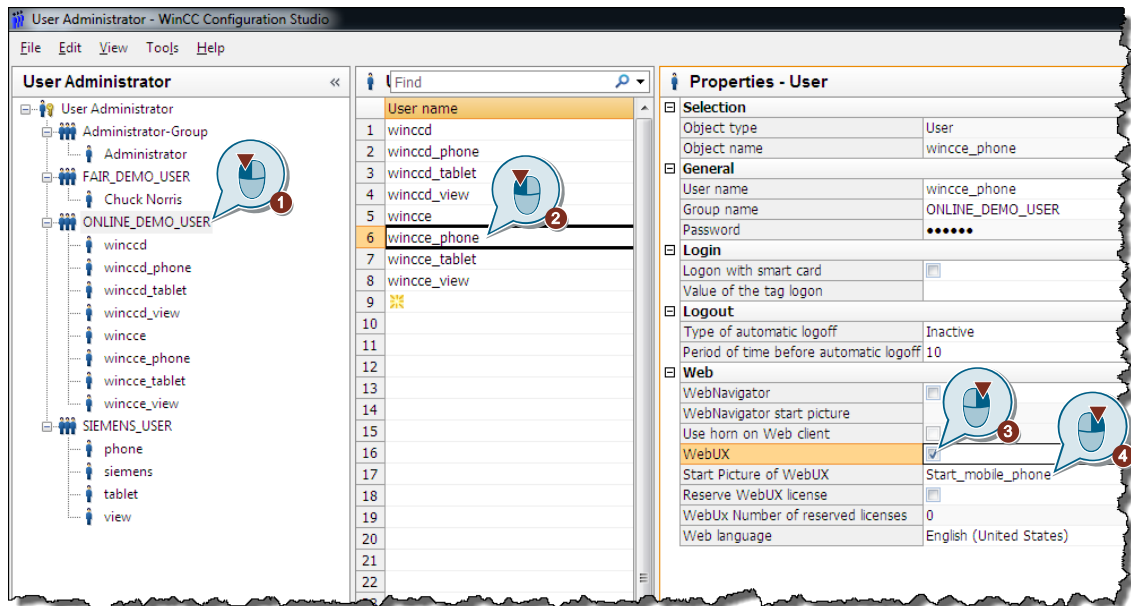 User Administrator - WinCC Configuration Studio
File Edit View Tools Help
User Administrator «
User Administrator
Administrator-Group
Administrator
FAIR_DEMO_USER
Chuck Norris
ONLINE_DEMO_USER
winccd
winccd_phone
winccd_tablet
winccd_view
wincce
wincce_phone
wincce_tablet
wincce_view
SIEMENS_USER
phone
siemens
tablet
view
1
Find
User name
1 winccd
2 winccd_phone
3 winccd_tablet
4 winccd_view
5 wincce
6 wincce_phone
7 wincce_tablet
8 wincce_view
9
10
11
12
13
14
15
16
17
18
19
20
21
22
2
Properties - User
Selection
Object type User
Object name wincce_phone
General
User name wincce_phone
Group name ONLINE_DEMO_USER
Password ••••••
Login
Logon with smart card
Value of the tag logon
Logout
Type of automatic logoff Inactive
Period of time before automatic logoff 10
Web
WebNavigator
WebNavigator start picture
Use horn on Web client
WebUX
Start Picture of WebUX Start_mobile_phone
Reserve WebUX license
WebUx Number of reserved licenses 0
Web language English (United States)
3
4